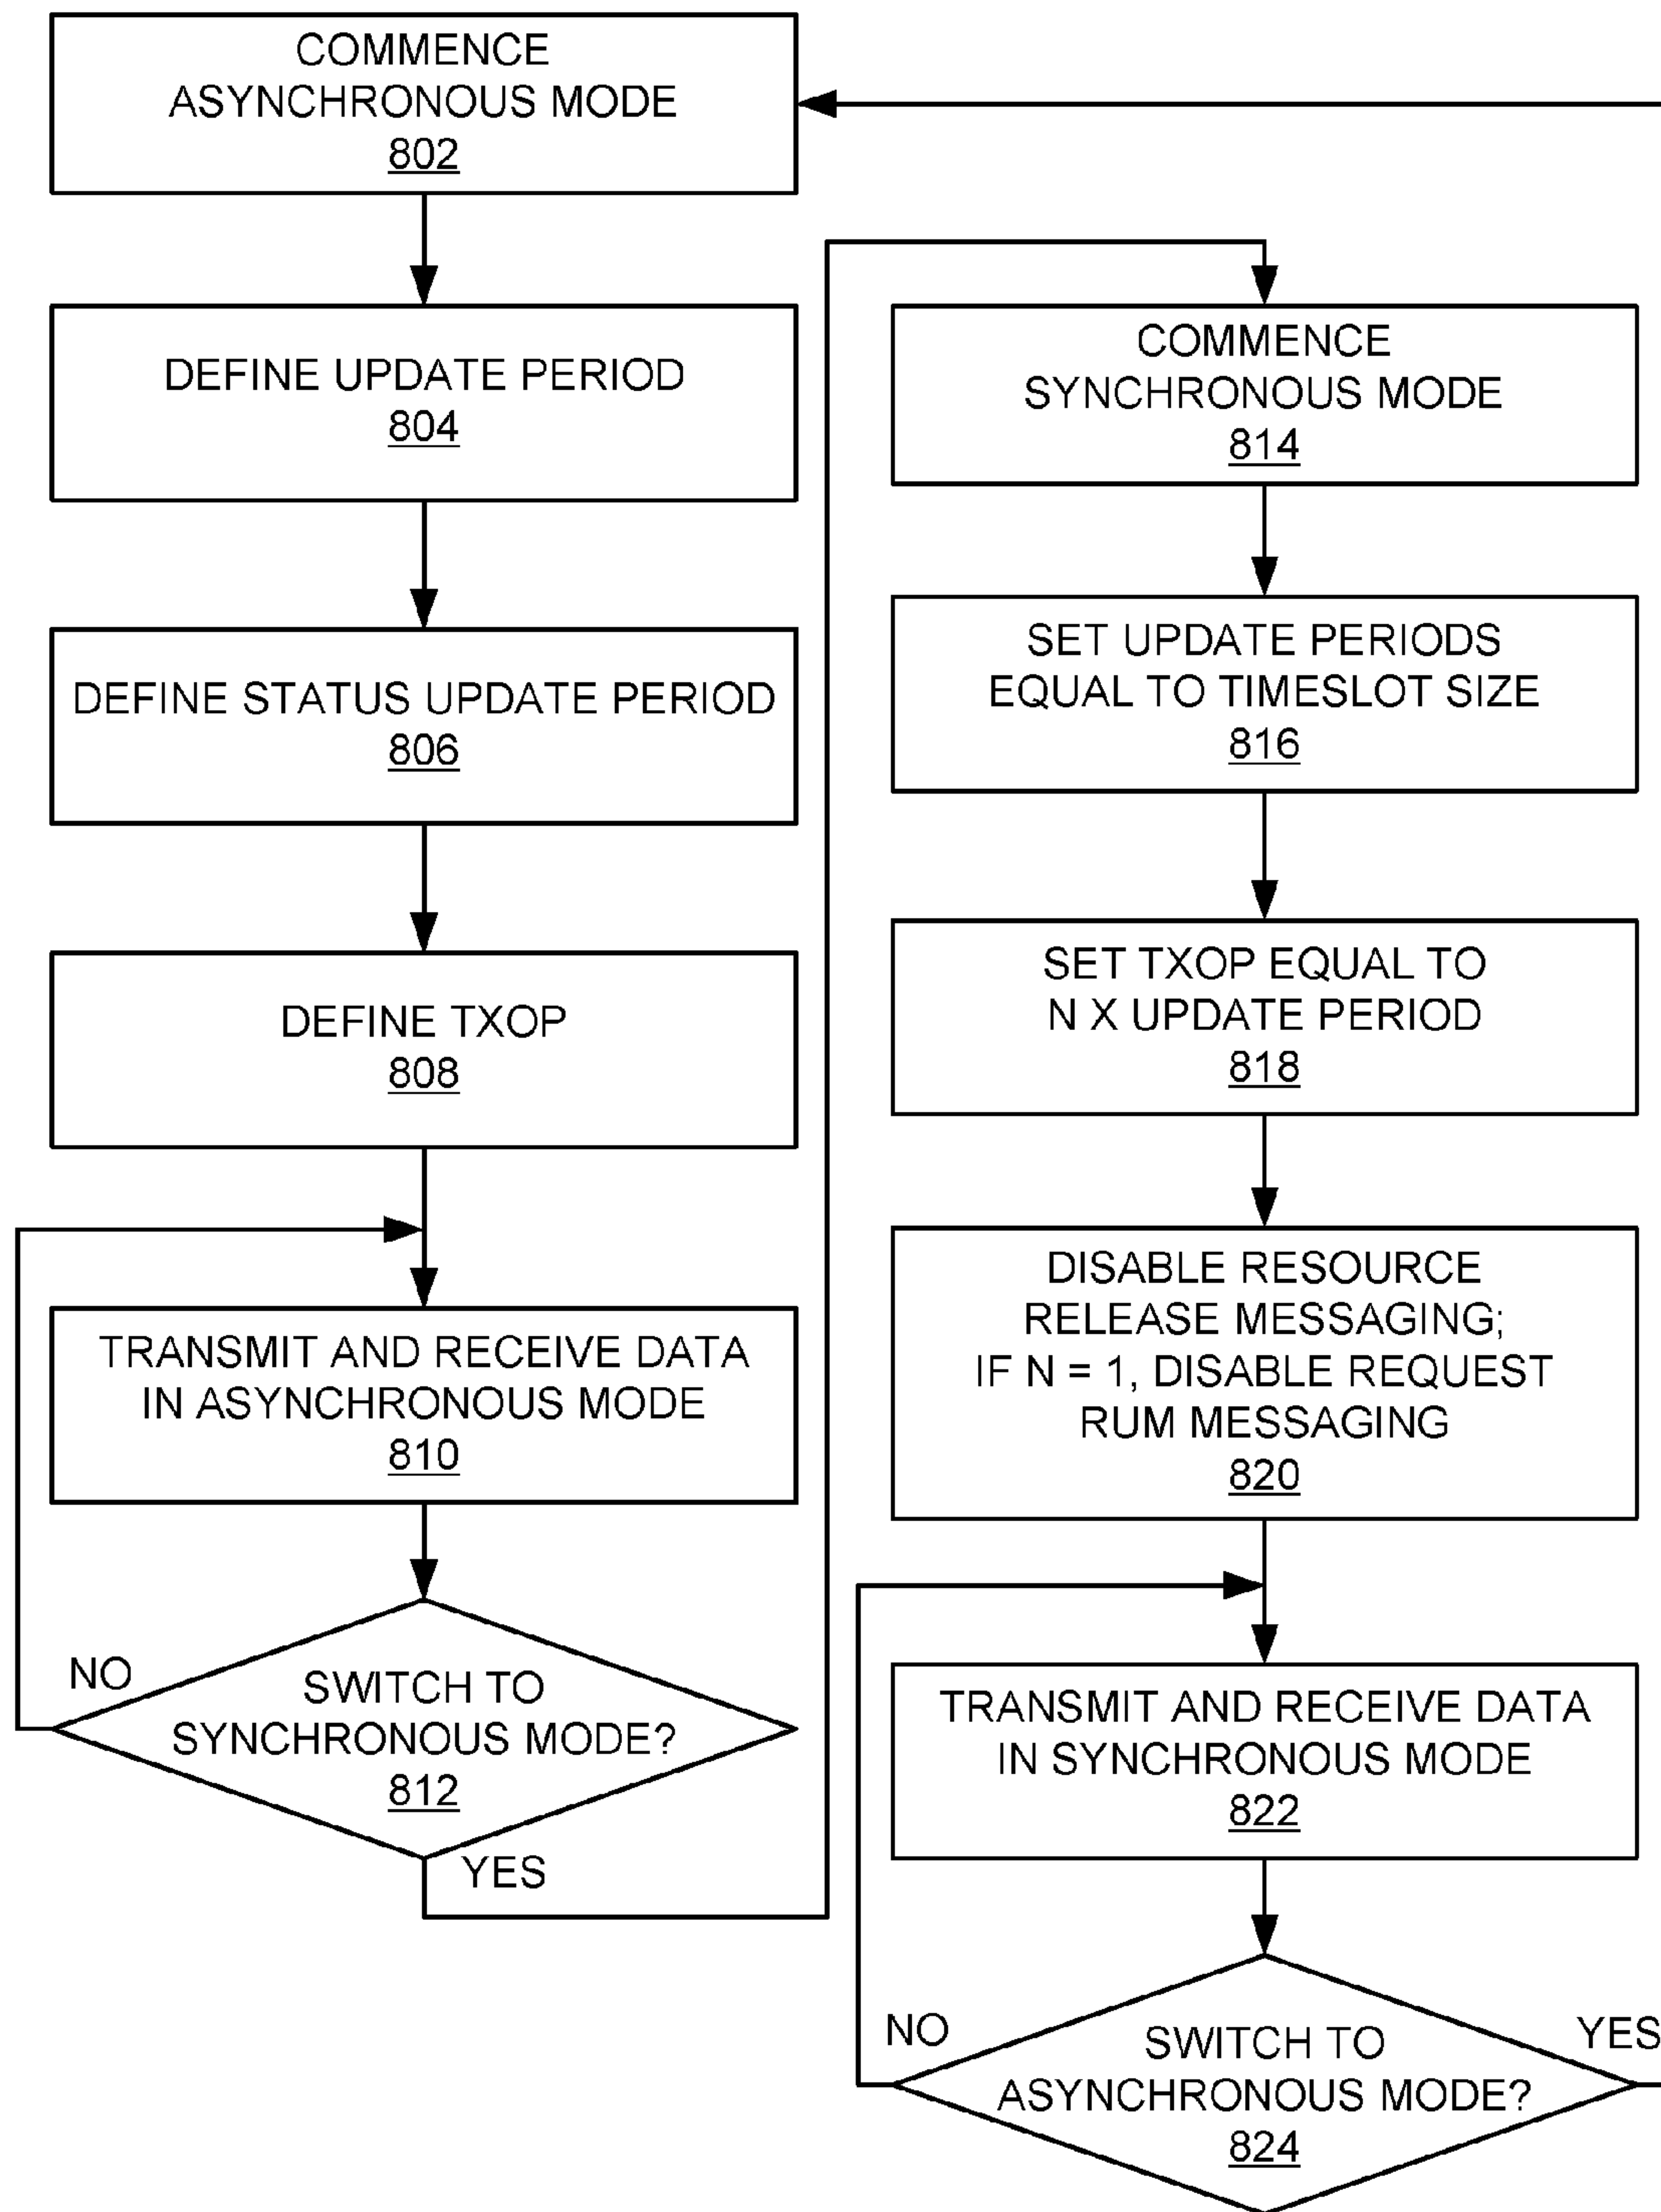 COMMENCE
ASYNCHRONOUS MODE
802
DEFINE UPDATE PERIOD
804
DEFINE STATUS UPDATE PERIOD
806
DEFINE TXOP
808
TRANSMIT AND RECEIVE DATA
IN ASYNCHRONOUS MODE
810
NO
SWITCH TO
SYNCHRONOUS MODE?
812
YES
COMMENCE
SYNCHRONOUS MODE
814
SET UPDATE PERIODS
EQUAL TO TIMESLOT SIZE
816
SET TXOP EQUAL TO
N X UPDATE PERIOD
818
DISABLE RESOURCE
RELEASE MESSAGING;
IF N = 1, DISABLE REQUEST
RUM MESSAGING
820
TRANSMIT AND RECEIVE DATA
IN SYNCHRONOUS MODE
822
NO
SWITCH TO
ASYNCHRONOUS MODE?
824
YES